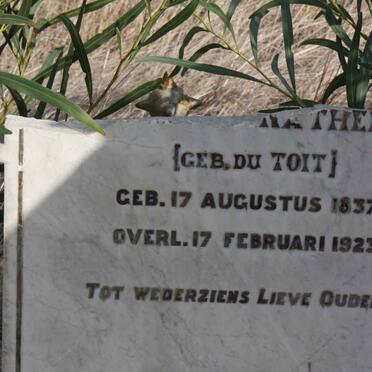 [GEB. DU TOIT]
GEB. 17 AUGUSTUS 1837
OVERL. 17 FEBRUARI 1923
TOT WEDERZIENS LIEVE OUDE